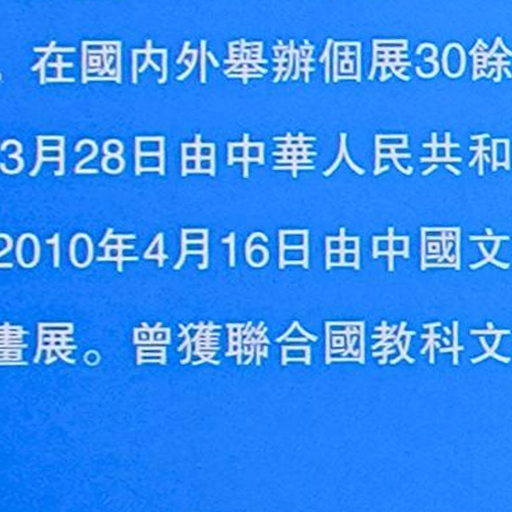 在國内外舉辦個展30餘
3月28日由中華人民共和
2010年4月16日由中國文
畫展。曾獲聯合國教科文